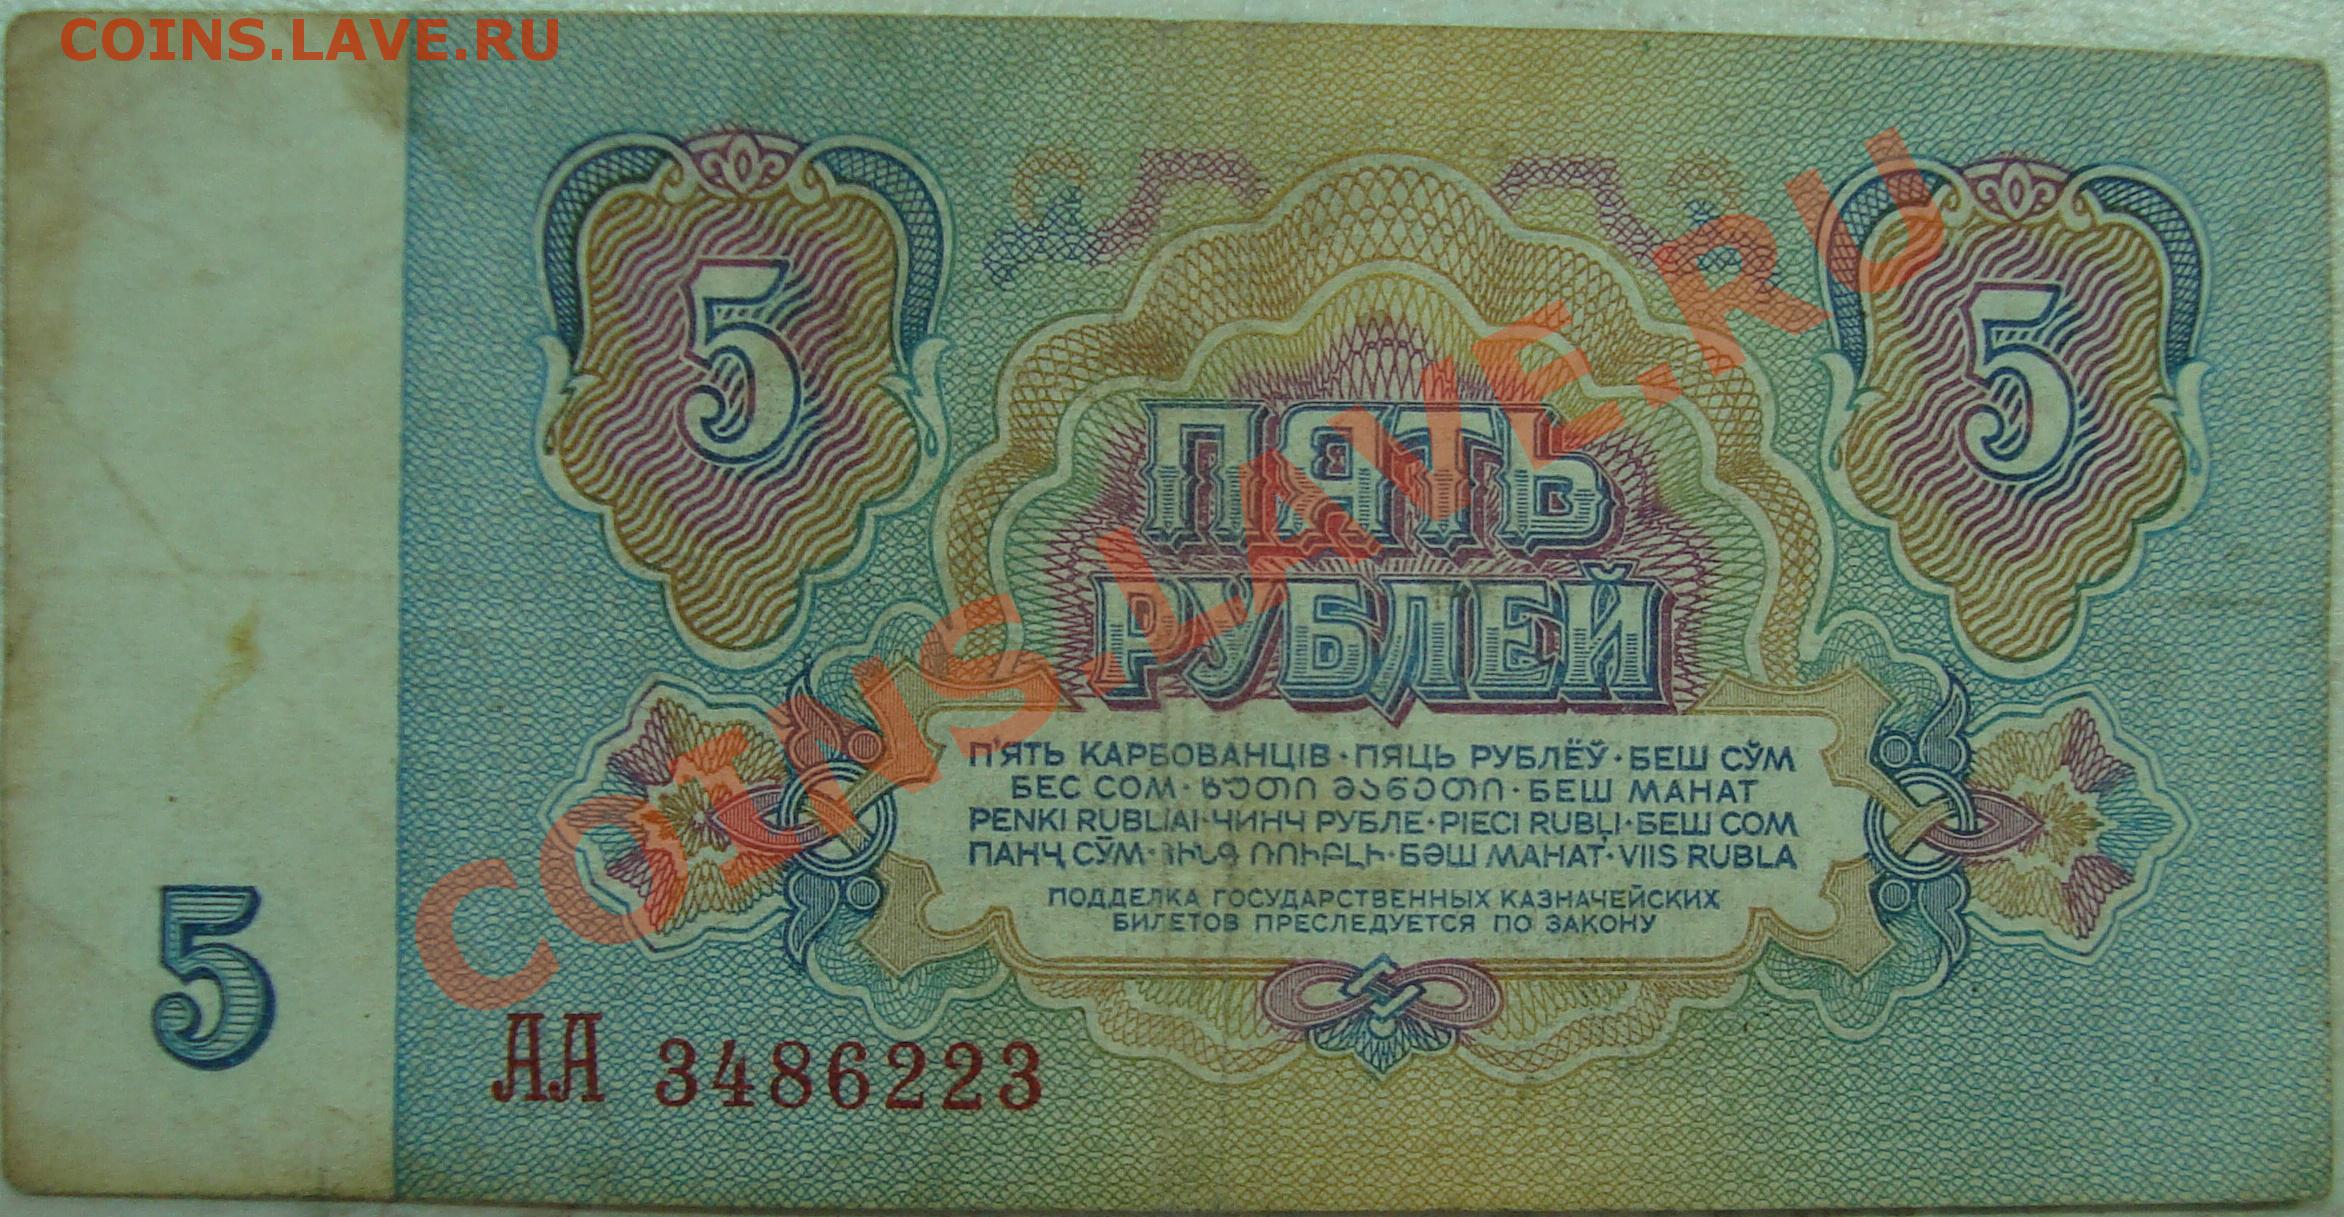 COINS.LAVE.RU
5
5
ПЯТЬ
РУБЛЕЙ
П'ЯТЬ КАРБОВАНЦІВ · ПЯЦЬ РУБЛЁЎ · БЕШ СЎМ
БЕС СОМ · ხუთი მანეთი · БЕШ МАНАТ
PENKI RUBLIAI · ЧИНЧ РУБЛЕ · PIECI RUBĻI · БЕШ СОМ
ПАНҶ СӮМ · ՀԻՆԳ ՌՈՒԲԼԻ · БӘШ МАНАТ · VIIS RUBLA
ПОДДЕЛКА ГОСУДАРСТВЕННЫХ КАЗНАЧЕЙСКИХ
БИЛЕТОВ ПРЕСЛЕДУЕТСЯ ПО ЗАКОНУ
5
АА 3486223
COINS.LAVE.RU